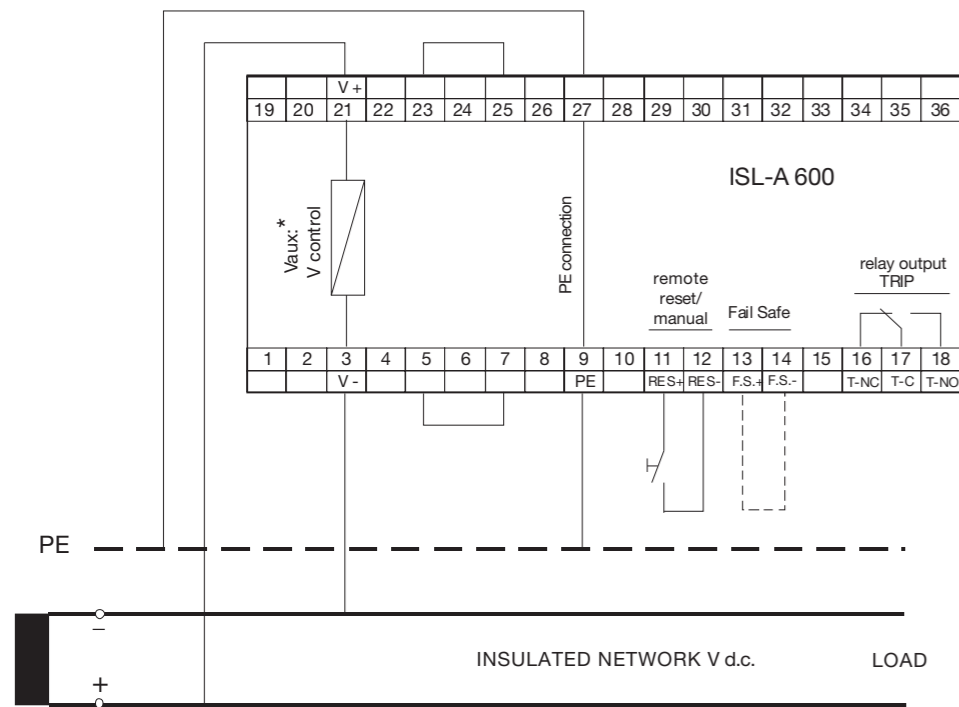 V +
19 20 21 22 23 24 25 26 27 28 29 30 31 32 33 34 35 36
ISL-A 600
Vaux:*
V control
PE connection
remote
reset/
manual
Fail Safe
relay output
TRIP
1 2 3 4 5 6 7 8 9 10 11 12 13 14 15 16 17 18
V - PE RES+ RES- F.S.+ F.S.- T-NC T-C T-NO
PE
–
INSULATED NETWORK V d.c. LOAD
+